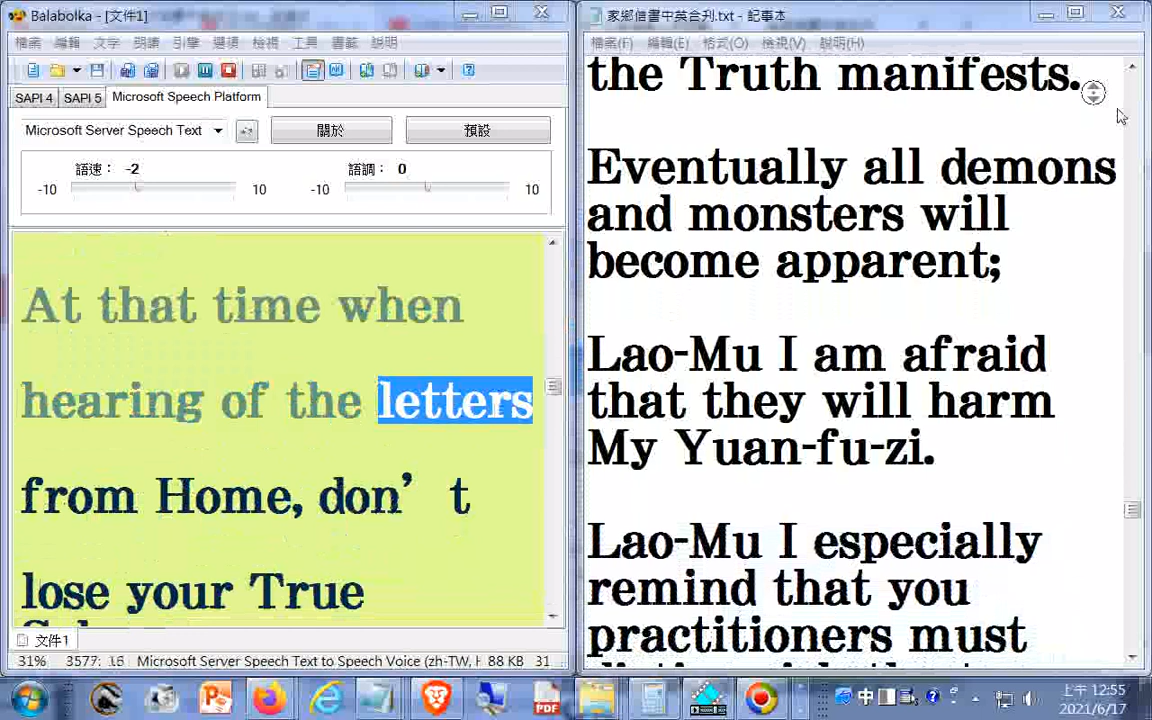 Balabolka - [文件1]
檔案 編輯 文字 朗讀 引擎 選項 檢視 工具 書籤 說明
SAPI 4 SAPI 5 Microsoft Speech Platform
Microsoft Server Speech Text 關於 預設
語速： -2 語調： 0
-10 10 -10 10
At that time when
hearing of the letters
from Home, don’t
lose your True
文件1
31% 3577: 16 Microsoft Server Speech Text to Speech Voice (zh-TW, H 88 KB 31
家鄉信書中英合刋.txt - 記事本
檔案(F) 編輯(E) 格式(O) 檢視(V) 說明(H)
the Truth manifests.
Eventually all demons
and monsters will
become apparent;
Lao-Mu I am afraid
that they will harm
My Yuan-fu-zi.
Lao-Mu I especially
remind that you
practitioners must
中
上午 12:55
2021/6/17